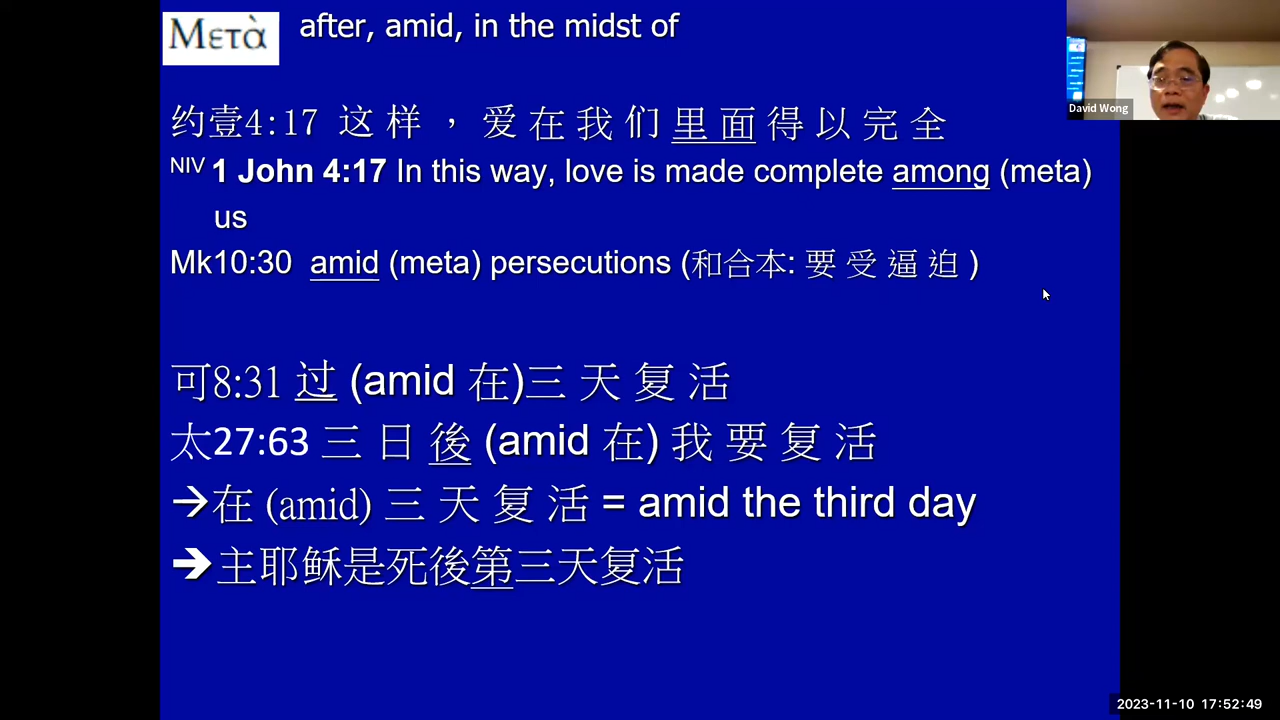 Μετὰ after, amid, in the midst of
David Wong
约壹4:17 这 样 ， 爱 在 我 们 里 面 得 以 完 全
NIV 1 John 4:17 In this way, love is made complete among (meta)
us
Mk10:30 amid (meta) persecutions (和合本: 要 受 逼 迫 )
可8:31 过 (amid 在)三 天 复 活
太27:63 三 日 後 (amid 在) 我 要 复 活
→在 (amid) 三 天 复 活 = amid the third day
➔主耶稣是死後第三天复活
2023-11-10 17:52:49